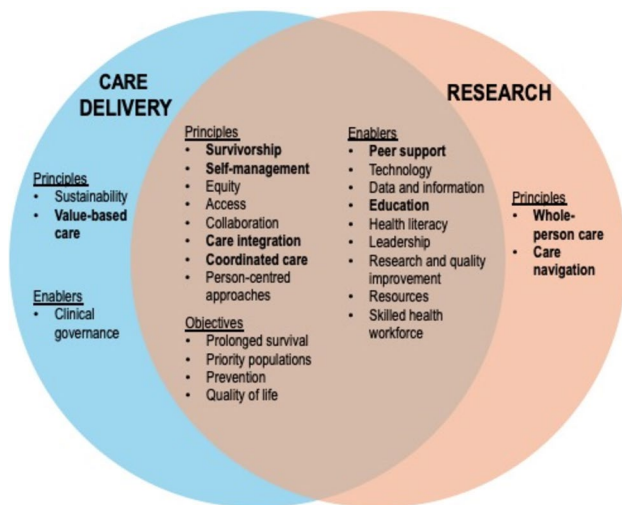 CARE
DELIVERY
Principles
• Sustainability
• Value-based
care
Enablers
• Clinical
governance
Principles
• Survivorship
• Self-management
• Equity
• Access
• Collaboration
• Care integration
• Coordinated care
• Person-centred
approaches
Objectives
• Prolonged survival
• Priority populations
• Prevention
• Quality of life
Enablers
• Peer support
• Technology
• Data and information
• Education
• Health literacy
• Leadership
• Research and quality
improvement
• Resources
• Skilled health
workforce
RESEARCH
Principles
• Whole-
person care
• Care
navigation